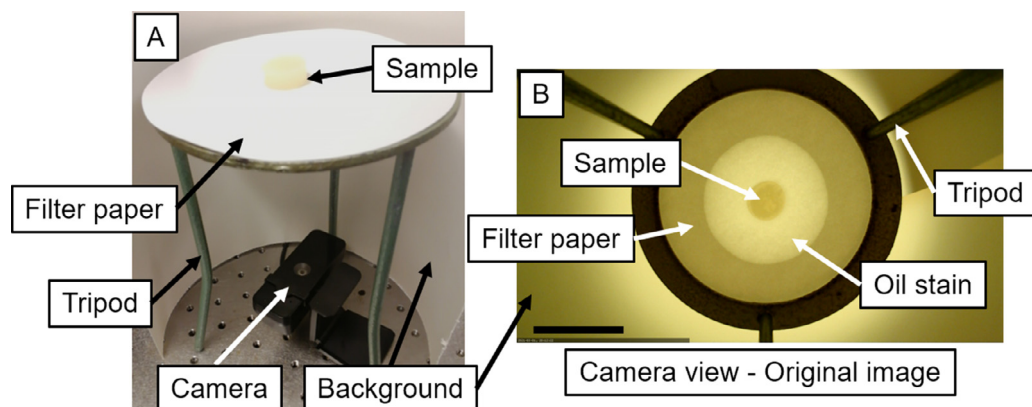 A
Sample
Filter paper
Tripod
Camera
Background
B
Sample
Tripod
Filter paper
Oil stain
Camera view - Original image